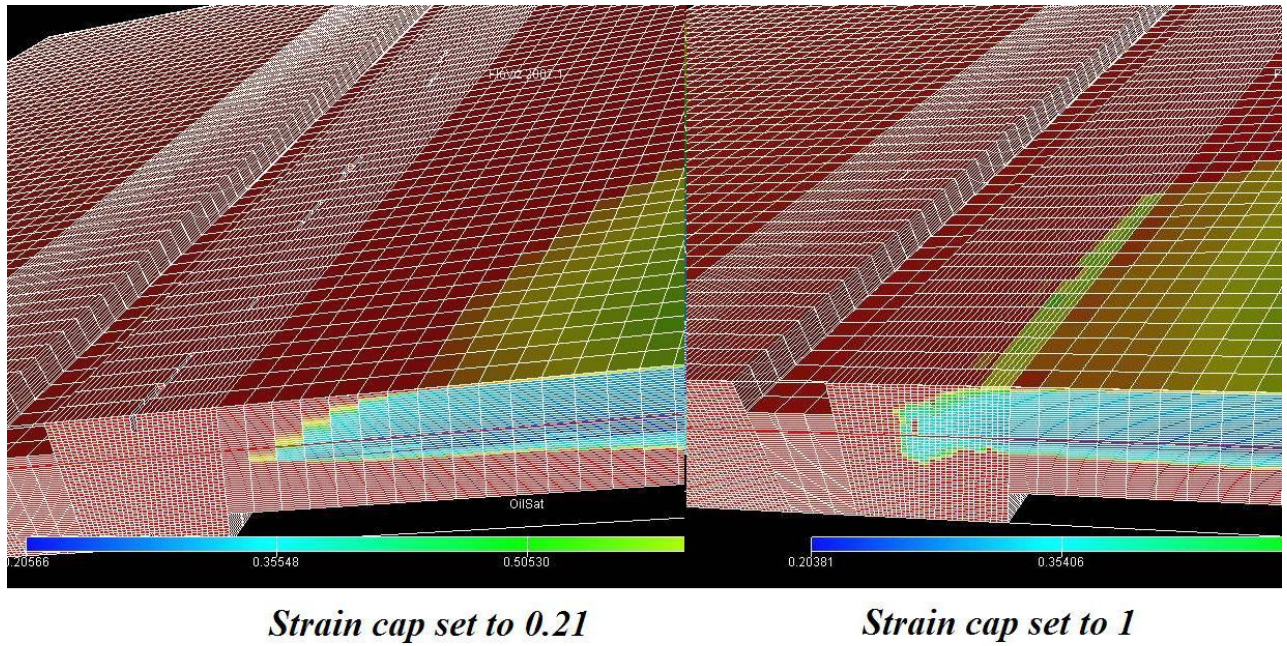 OilSat
0.20566 0.35548 0.50530
0.20381 0.35406
Strain cap set to 0.21
Strain cap set to 1